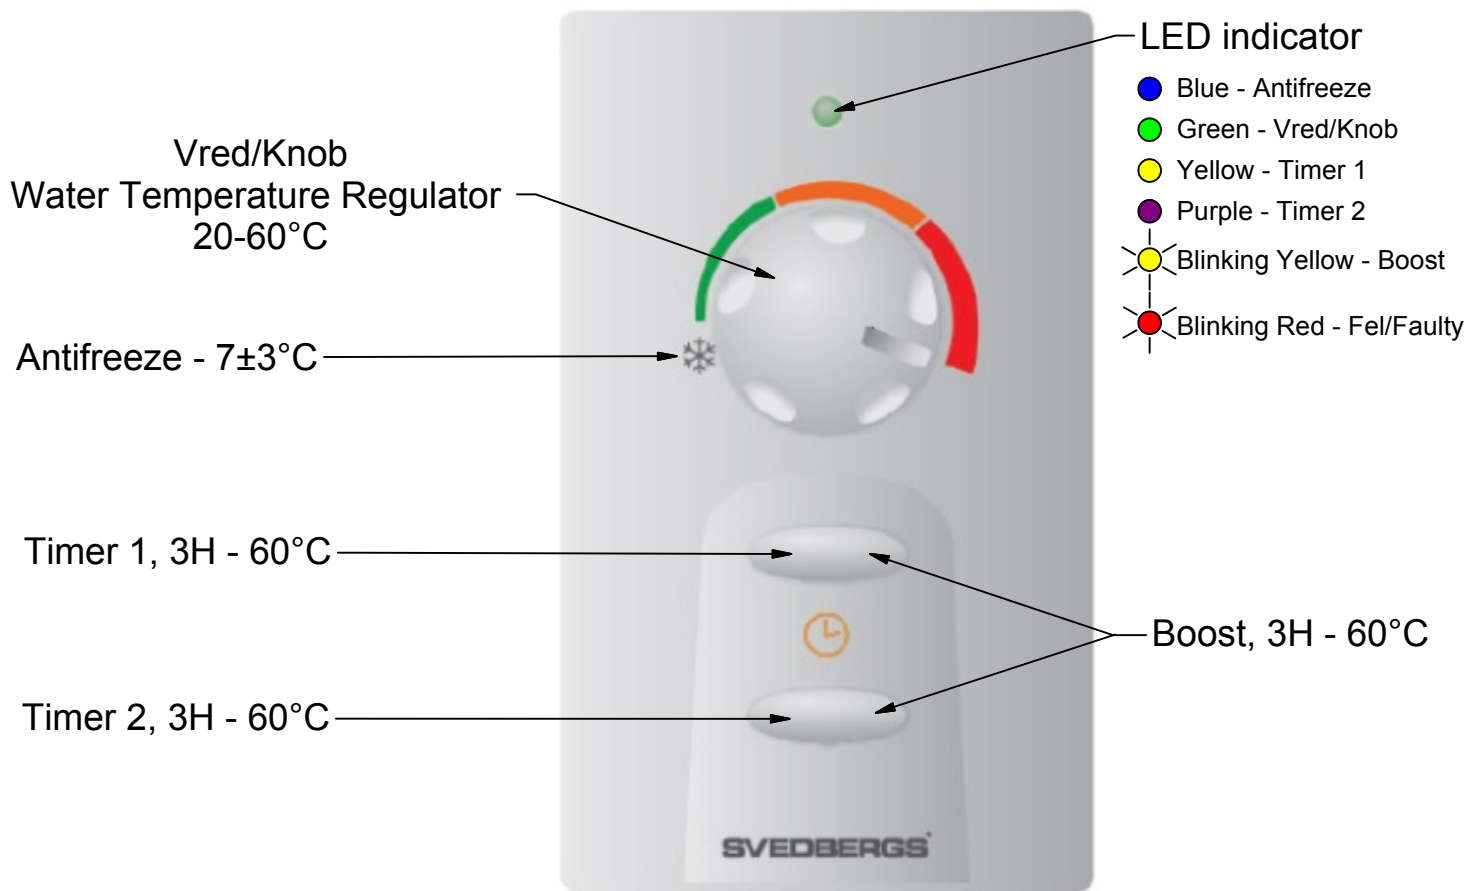 LED indicator
Blue - Antifreeze
Green - Vred/Knob
Yellow - Timer 1
Purple - Timer 2
Blinking Yellow - Boost
Blinking Red - Fel/Faulty
Vred/Knob
Water Temperature Regulator
20-60°C
Antifreeze - 7±3°C
Timer 1, 3H - 60°C
Boost, 3H - 60°C
Timer 2, 3H - 60°C
SVEDBERGS